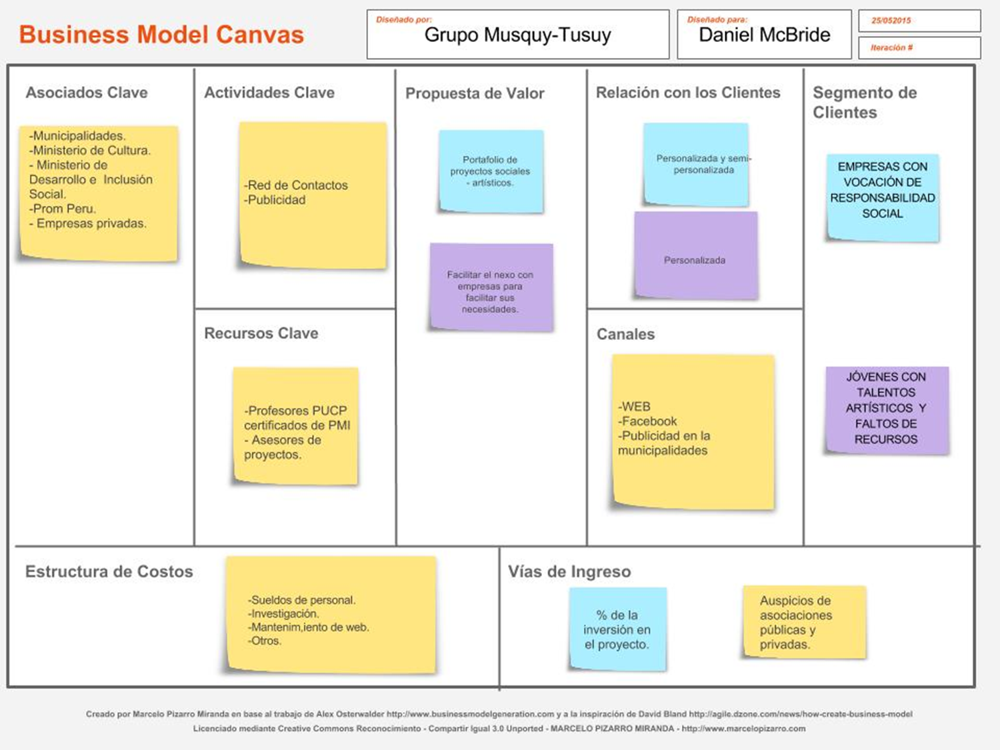 Business Model Canvas
Diseñado por:
Grupo Musquy-Tusuy
Diseñado para:
Daniel McBride
25/052015
Iteración #
Asociados Clave
-Municipalidades.
-Ministerio de Cultura.
- Ministerio de
Desarrollo e Inclusión
Social.
-Prom Peru.
- Empresas privadas.
Actividades Clave
-Red de Contactos
-Publicidad
Recursos Clave
-Profesores PUCP
certificados de PMI
- Asesores de
proyectos.
Propuesta de Valor
Portafolio de
proyectos sociales
- artísticos.
Facilitar el nexo con
empresas para
facilitar sus
necesidades.
Relación con los Clientes
Personalizada y semi-
personalizada
Personalizada
Canales
-WEB
-Facebook
-Publicidad en la
municipalidades
Segmento de
Clientes
EMPRESAS CON
VOCACIÓN DE
RESPONSABILIDAD
SOCIAL
JÓVENES CON
TALENTOS
ARTÍSTICOS Y
FALTOS DE
RECURSOS
Estructura de Costos
-Sueldos de personal.
-Investigación.
-Mantenim,iento de web.
-Otros.
Vías de Ingreso
% de la
inversión en
el proyecto.
Auspicios de
asociaciones
públicas y
privadas.
Creado por Marcelo Pizarro Miranda en base al trabajo de Alex Osterwalder http://www.businessmodelgeneration.com y a la inspiración de David Bland http://agile.dzone.com/news/how-create-business-model
Licenciado mediante Creative Commons Reconocimiento - Compartir Igual 3.0 Unported - MARCELO PIZARRO MIRANDA - http://www.marcelopizarro.com